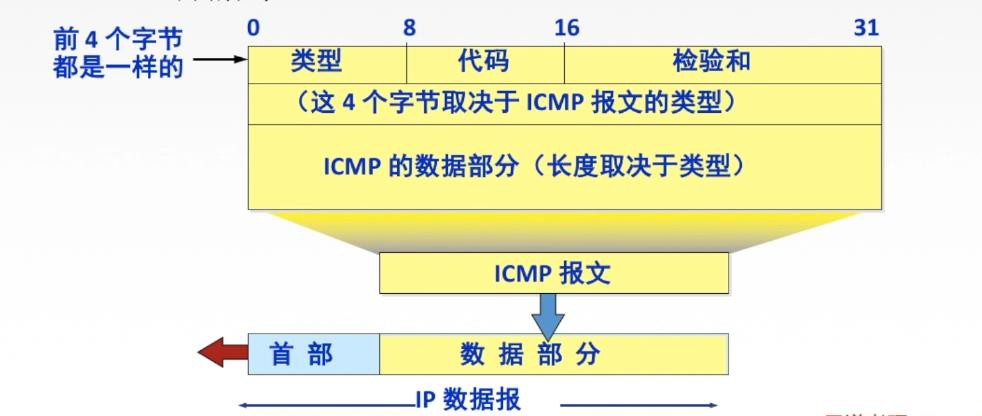 0 8 16 31
前 4 个字节
都是一样的
类型 代码 检验和
（这 4 个字节取决于 ICMP 报文的类型）
ICMP 的数据部分（长度取决于类型）
ICMP 报文
首 部 数 据 部 分
IP 数据报